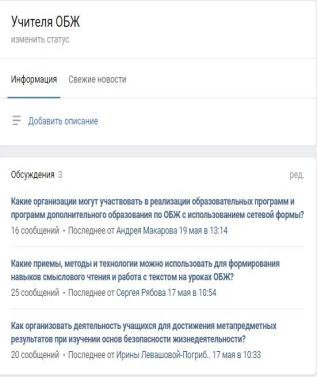 Учителя ОБЖ
изменить статус
Информация Свежие новости
Добавить описание
Обсуждения 3 ред.
Какие организации могут участвовать в реализации образовательных программ и
программ дополнительного образования по ОБЖ с использованием сетевой формы?
16 сообщений • Последнее от Андрея Макарова 19 мая в 13:14
Какие приемы, методы и технологии можно использовать для формирования
навыков смыслового чтения и работа с текстом на уроках ОБЖ?
25 сообщений • Последнее от Сергея Рябова 17 мая в 10:54
Как организовать деятельность учащихся для достижения метапредметных
результатов при изучении основ безопасности жизнедеятельности?
20 сообщений • Последнее от Ирины Левашовой-Погриб.. 17 мая в 10:33